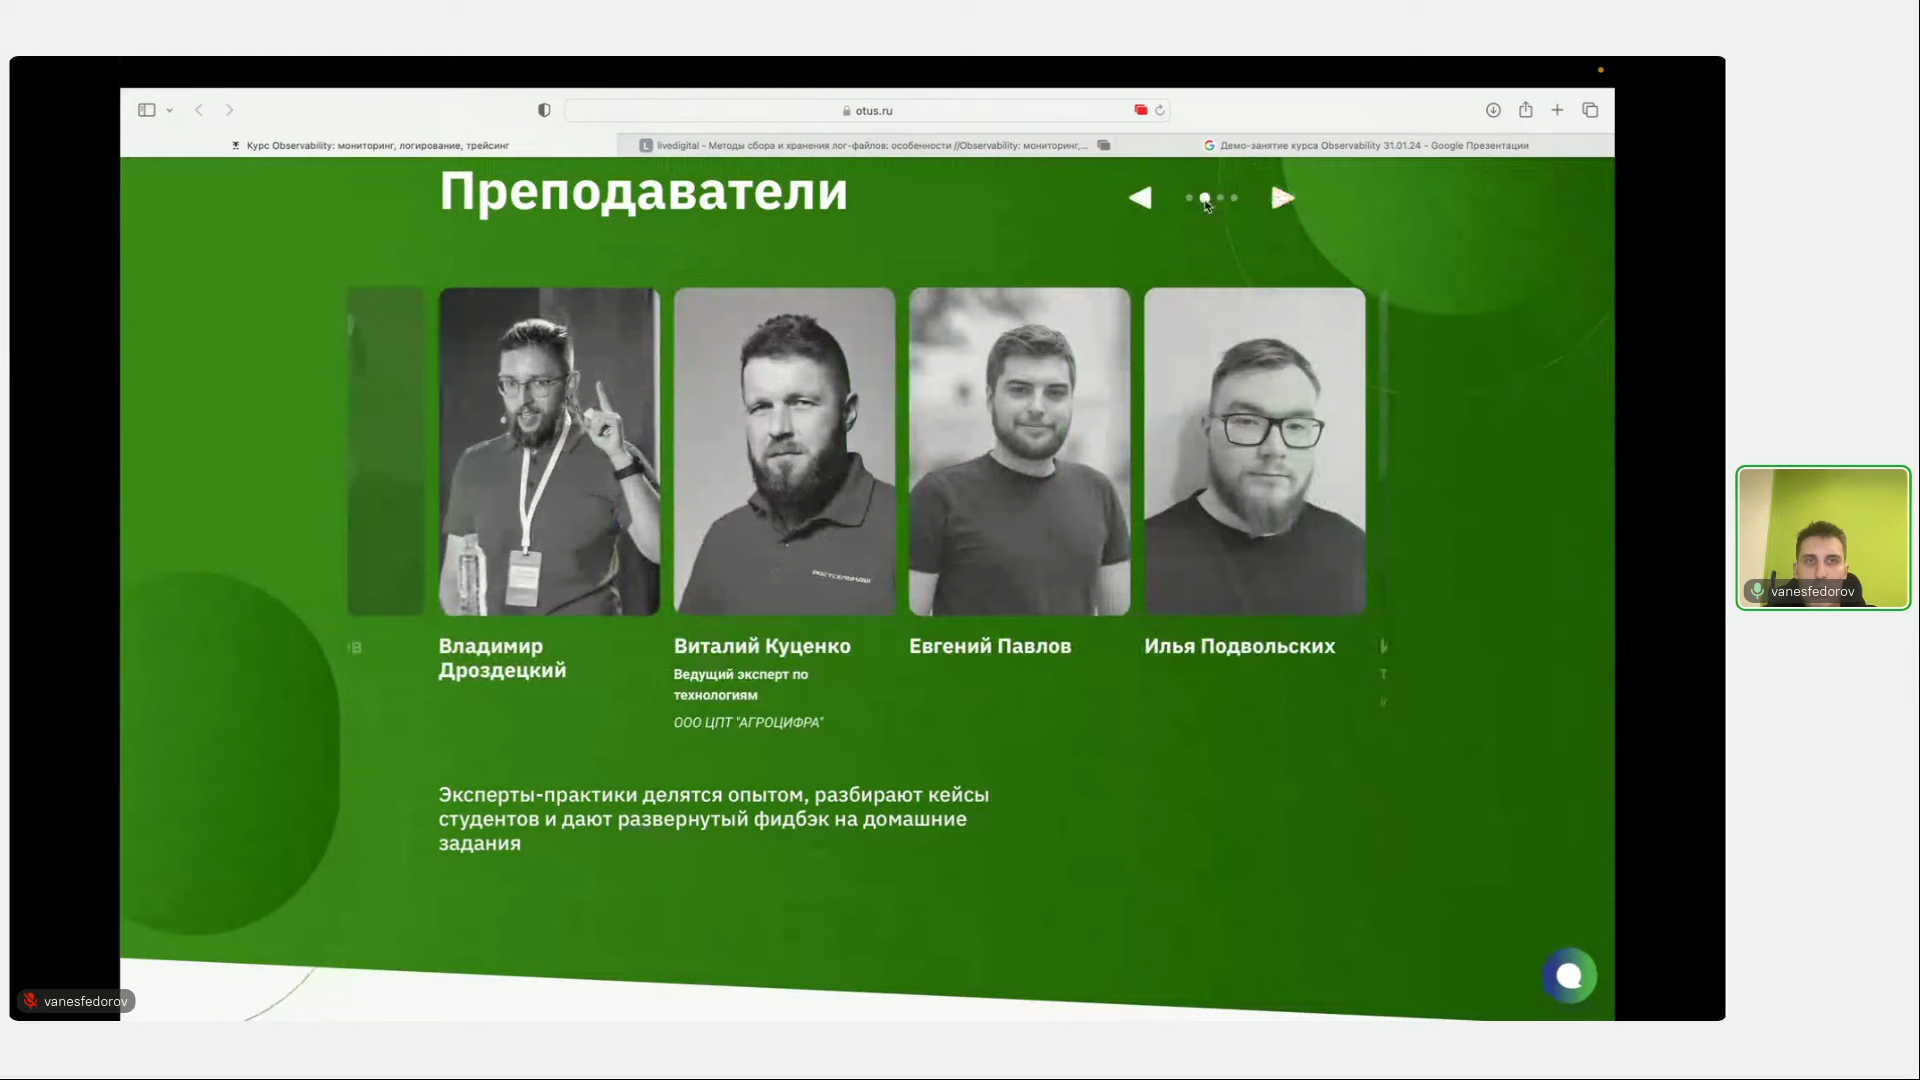 otus.ru
Курс Observability: мониторинг, логирование, трейсинг
livedigital - Методы сбора и хранения лог-файлов: особенности //Observability: мониторинг,...
Демо-занятие курса Observability 31.01.24 - Google Презентации
Преподаватели
РОСТСЕЛЬМАШ
Владимир
Дроздецкий
Виталий Куценко
Ведущий эксперт по
технологиям
ООО ЦПТ "АГРОЦИФРА"
Евгений Павлов
Илья Подвольских
Эксперты-практики делятся опытом, разбирают кейсы
студентов и дают развернутый фидбэк на домашние
задания
vanesfedorov
vanesfedorov